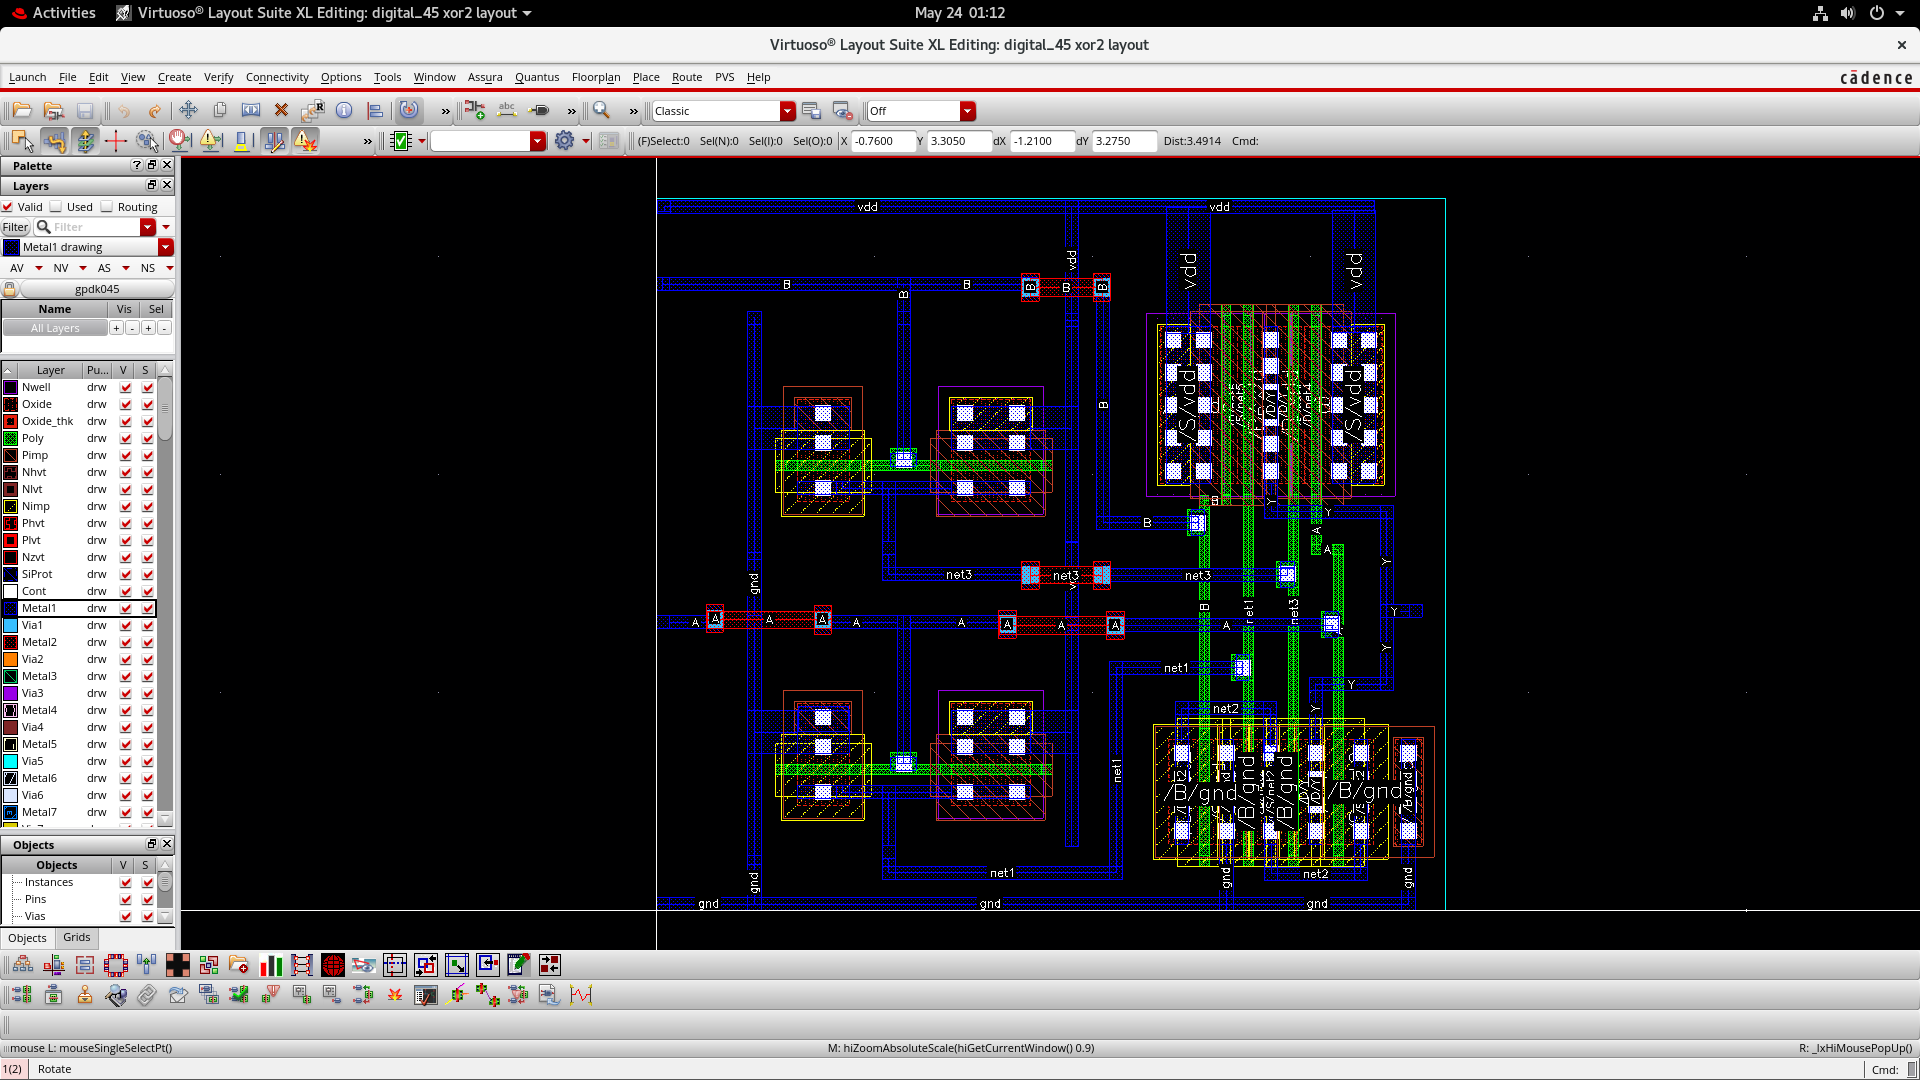 Activities
Virtuoso® Layout Suite XL Editing: digital_45 xor2 layout
May 24 01:12
Virtuoso® Layout Suite XL Editing: digital_45 xor2 layout
Launch File Edit View Create Verify Connectivity Options Tools Window Assura Quantus Floorplan Place Route PVS Help
cādence
Classic
Off
(F)Select:0 Sel(N):0 Sel(I):0 Sel(O):0 X -0.7600 Y 3.3050 dX -1.2100 dY 3.2750 Dist:3.4914 Cmd:
Palette
Layers
Valid Used Routing
Filter Filter
Metal1 drawing
AV NV AS NS
gpdk045
Name Vis Sel
All Layers + - + -
Layer Pu... V S
Nwell drw
Oxide drw
Oxide_thk drw
Poly drw
Pimp drw
Nhvt drw
Nlvt drw
Nimp drw
Phvt drw
Plvt drw
Nzvt drw
SiProt drw
Cont drw
Metal1 drw
Via1 drw
Metal2 drw
Via2 drw
Metal3 drw
Via3 drw
Metal4 drw
Via4 drw
Metal5 drw
Via5 drw
Metal6 drw
Via6 drw
Metal7 drw
Objects
Objects V S
Instances
Pins
Vias
Objects Grids
vdd vdd
vdd vdd vdd
B B B B B
B
B
/S/vdd /S/vdd
B
B Y
A
A
Y
net3 net3 net3
gnd
B net1 net3
Y
A A A A A A A A A
Y
net1
Y
net2
Y
net1
/B/gnd /B/gnd /B/gnd /B/gnd /B/gnd
net1
net2
gnd gnd gnd
gnd gnd gnd
mouse L: mouseSingleSelectPt()
M: hiZoomAbsoluteScale(hiGetCurrentWindow() 0.9)
R: _lxHiMousePopUp()
1(2) Rotate
Cmd: